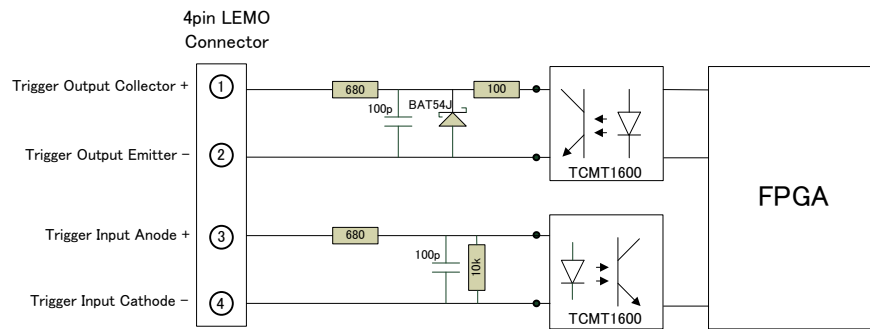 4pin LEMO
Connector
Trigger Output Collector +
1
680
100p
BAT54J
100
Trigger Output Emitter -
2
TCMT1600
FPGA
Trigger Input Anode +
3
680
100p
10k
Trigger Input Cathode -
4
TCMT1600